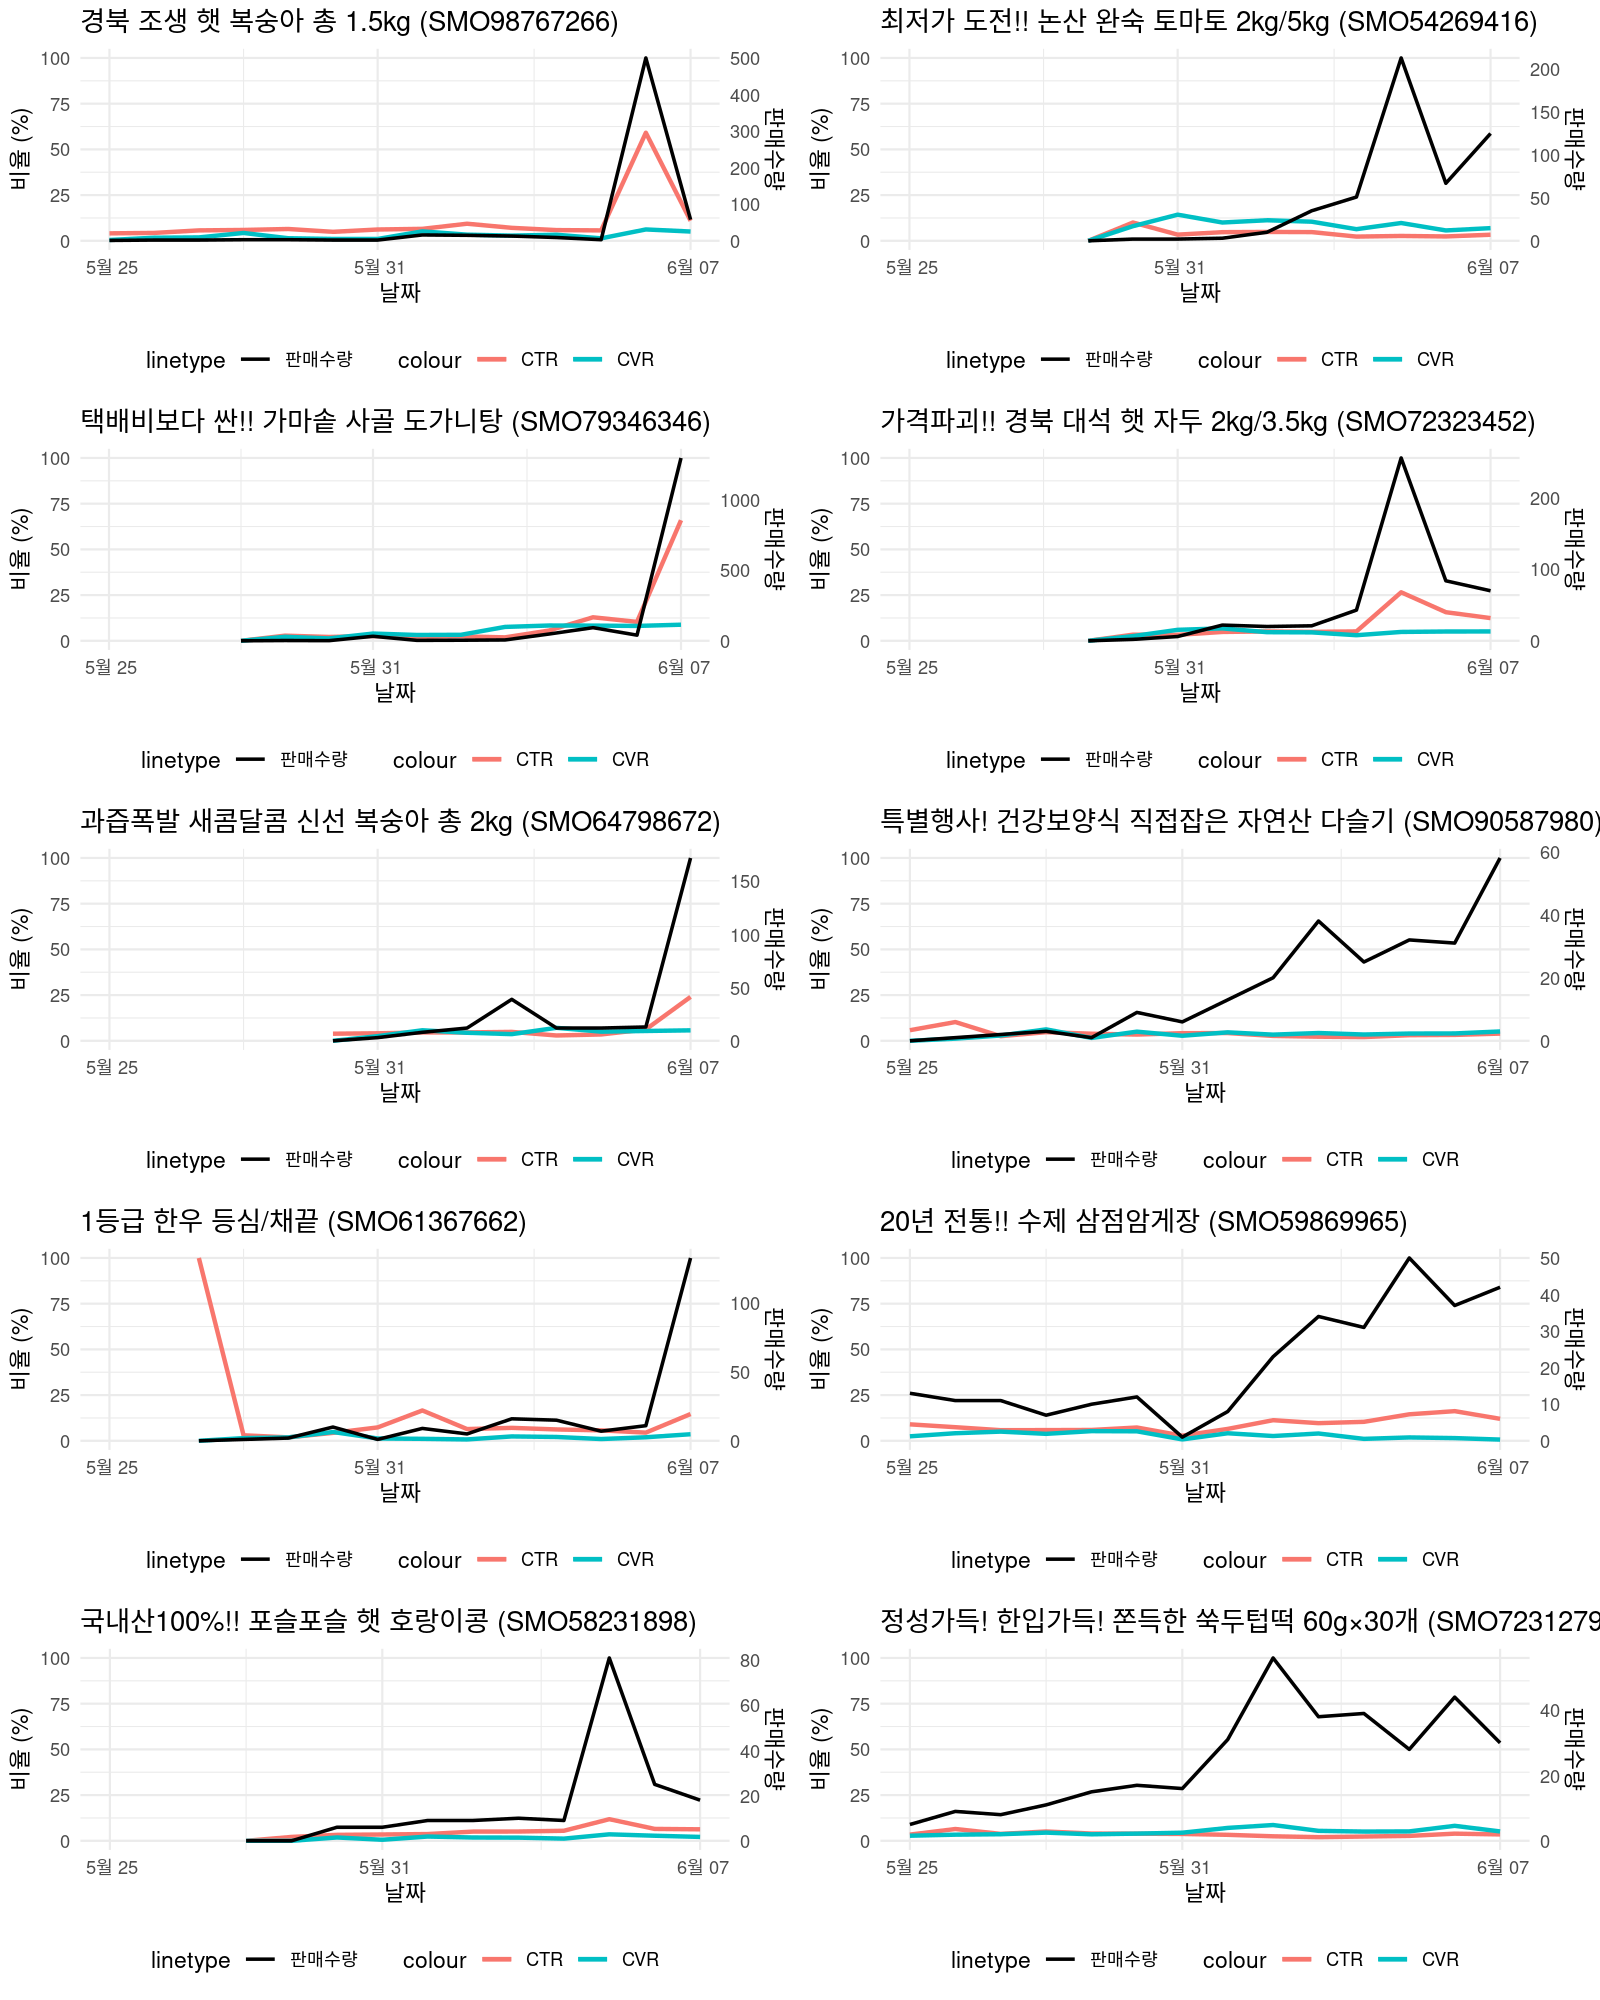 경북 조생 햇 복숭아 총 1.5kg (SMO98767266)
비율 (%)
100
75
50
25
0
500
400
300
200
100
0
판매수량
5월 25
5월 31
6월 07
날짜
linetype 판매수량 colour CTR CVR
최저가 도전!! 논산 완숙 토마토 2kg/5kg (SMO54269416)
비율 (%)
100
75
50
25
0
200
150
100
50
0
판매수량
5월 25
5월 31
6월 07
날짜
linetype 판매수량 colour CTR CVR
택배비보다 싼!! 가마솥 사골 도가니탕 (SMO79346346)
비율 (%)
100
75
50
25
0
1000
500
0
판매수량
5월 25
5월 31
6월 07
날짜
linetype 판매수량 colour CTR CVR
가격파괴!! 경북 대석 햇 자두 2kg/3.5kg (SMO72323452)
비율 (%)
100
75
50
25
0
200
100
0
판매수량
5월 25
5월 31
6월 07
날짜
linetype 판매수량 colour CTR CVR
과즙폭발 새콤달콤 신선 복숭아 총 2kg (SMO64798672)
비율 (%)
100
75
50
25
0
150
100
50
0
판매수량
5월 25
5월 31
6월 07
날짜
linetype 판매수량 colour CTR CVR
특별행사! 건강보양식 직접잡은 자연산 다슬기 (SMO90587980)
비율 (%)
100
75
50
25
0
60
40
20
0
판매수량
5월 25
5월 31
6월 07
날짜
linetype 판매수량 colour CTR CVR
1등급 한우 등심/채끝 (SMO61367662)
비율 (%)
100
75
50
25
0
100
50
0
판매수량
5월 25
5월 31
6월 07
날짜
linetype 판매수량 colour CTR CVR
20년 전통!! 수제 삼점암게장 (SMO59869965)
비율 (%)
100
75
50
25
0
50
40
30
20
10
0
판매수량
5월 25
5월 31
6월 07
날짜
linetype 판매수량 colour CTR CVR
국내산100%!! 포슬포슬 햇 호랑이콩 (SMO58231898)
비율 (%)
100
75
50
25
0
80
60
40
20
0
판매수량
5월 25
5월 31
6월 07
날짜
linetype 판매수량 colour CTR CVR
정성가득! 한입가득! 쫀득한 쑥두텁떡 60g×30개 (SMO7231279
비율 (%)
100
75
50
25
0
40
20
0
판매수량
5월 25
5월 31
6월 07
날짜
linetype 판매수량 colour CTR CVR